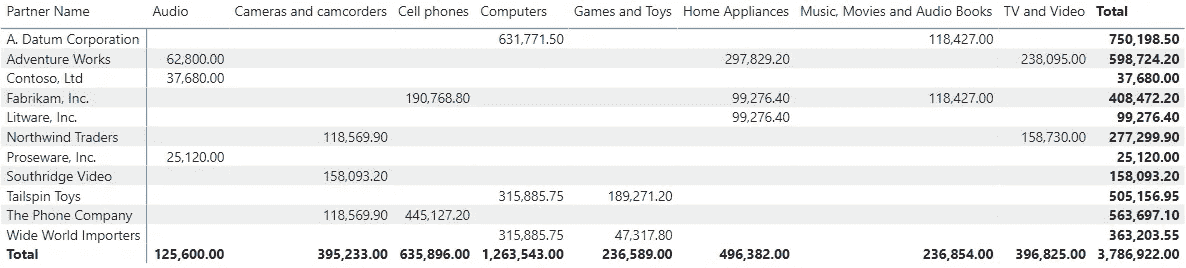 Partner Name Audio Cameras and camcorders Cell phones Computers Games and Toys Home Appliances Music, Movies and Audio Books TV and Video Total
A. Datum Corporation 631,771.50 118,427.00 750,198.50
Adventure Works 62,800.00 297,829.20 238,095.00 598,724.20
Contoso, Ltd 37,680.00 37,680.00
Fabrikam, Inc. 190,768.80 99,276.40 118,427.00 408,472.20
Litware, Inc. 99,276.40 99,276.40
Northwind Traders 118,569.90 158,730.00 277,299.90
Proseware, Inc. 25,120.00 25,120.00
Southridge Video 158,093.20 158,093.20
Tailspin Toys 315,885.75 189,271.20 505,156.95
The Phone Company 118,569.90 445,127.20 563,697.10
Wide World Importers 315,885.75 47,317.80 363,203.55
Total 125,600.00 395,233.00 635,896.00 1,263,543.00 236,589.00 496,382.00 236,854.00 396,825.00 3,786,922.00